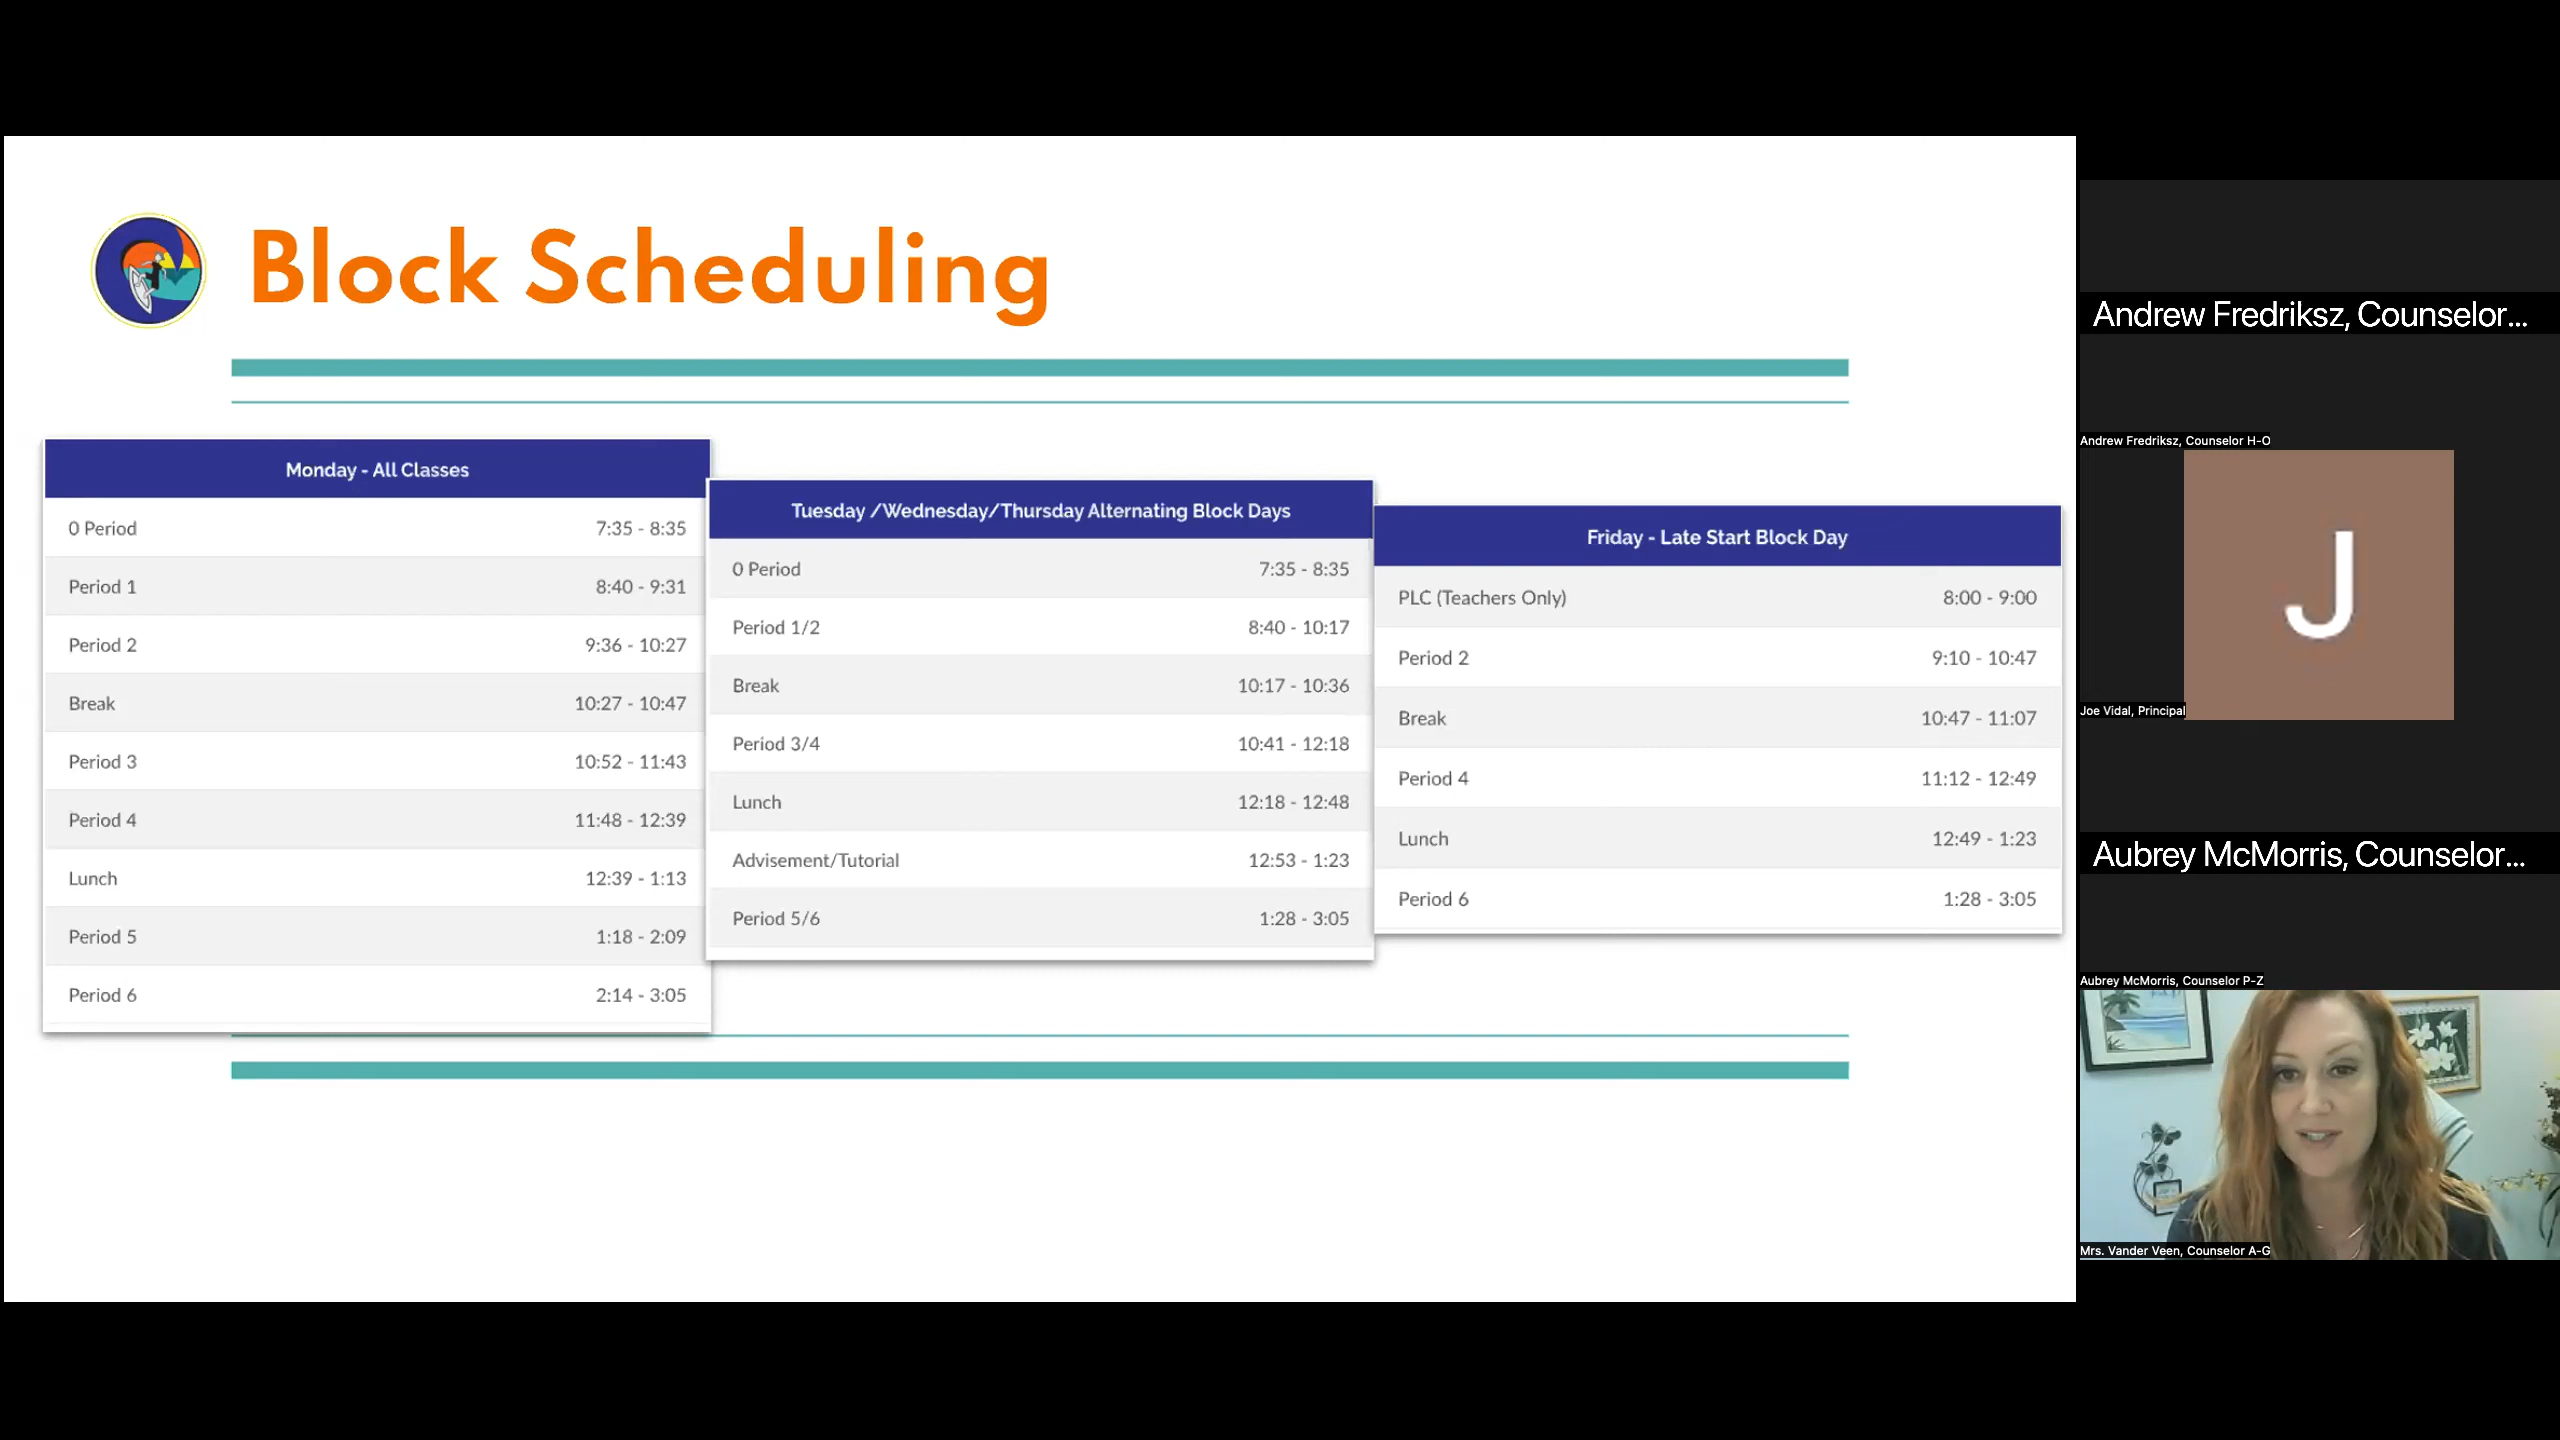 Block Scheduling
Monday - All Classes
0 Period 7:35 - 8:35
Period 1 8:40 - 9:31
Period 2 9:36 - 10:27
Break 10:27 - 10:47
Period 3 10:52 - 11:43
Period 4 11:48 - 12:39
Lunch 12:39 - 1:13
Period 5 1:18 - 2:09
Period 6 2:14 - 3:05
Tuesday /Wednesday/Thursday Alternating Block Days
0 Period 7:35 - 8:35
Period 1/2 8:40 - 10:17
Break 10:17 - 10:36
Period 3/4 10:41 - 12:18
Lunch 12:18 - 12:48
Advisement/Tutorial 12:53 - 1:23
Period 5/6 1:28 - 3:05
Friday - Late Start Block Day
PLC (Teachers Only) 8:00 - 9:00
Period 2 9:10 - 10:47
Break 10:47 - 11:07
Period 4 11:12 - 12:49
Lunch 12:49 - 1:23
Period 6 1:28 - 3:05
Andrew Fredriksz, Counselor...
Andrew Fredriksz, Counselor H-O
J
Joe Vidal, Principal
Aubrey McMorris, Counselor...
Aubrey McMorris, Counselor P-Z
Mrs. Vander Veen, Counselor A-G